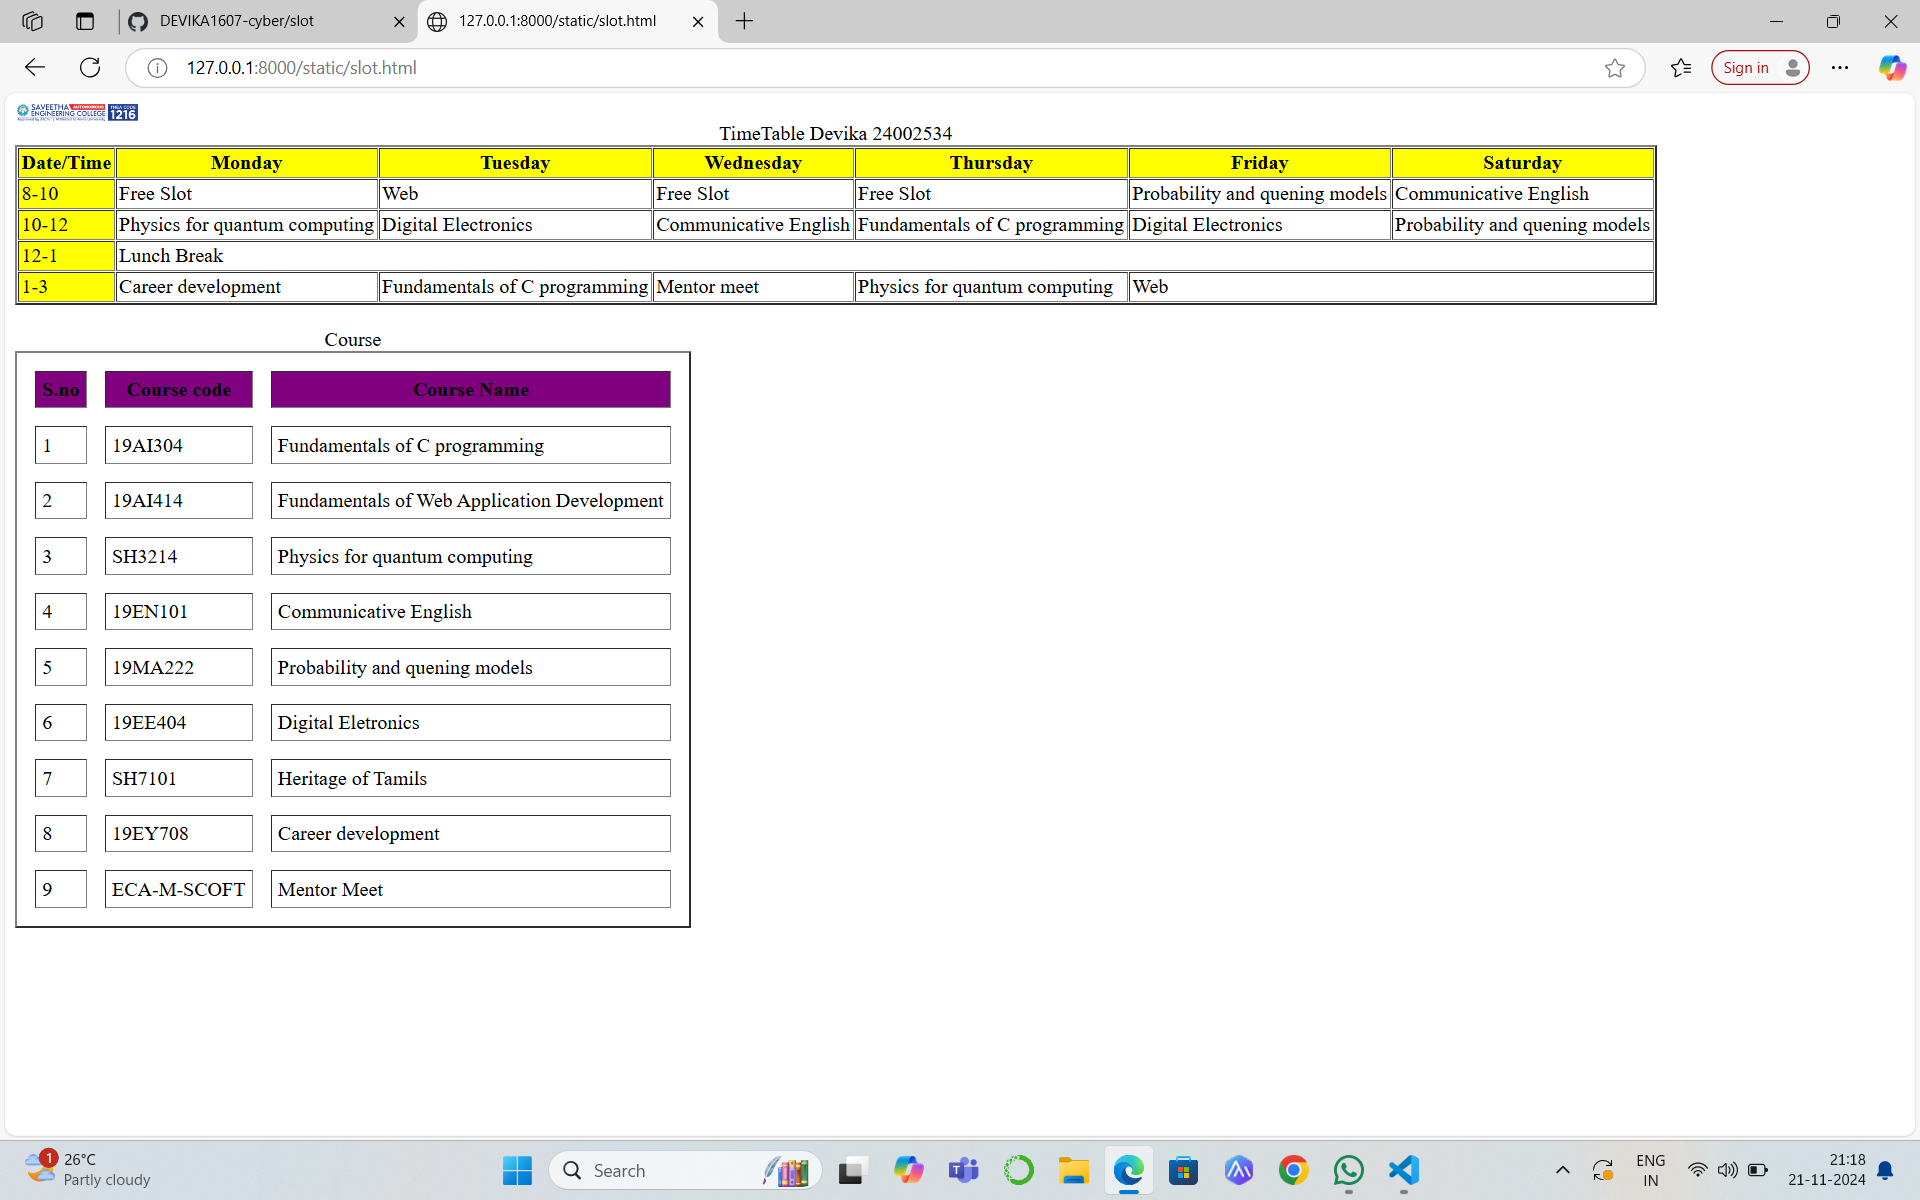 DEVIKA1607-cyber/slot
127.0.0.1:8000/static/slot.html
127.0.0.1:8000/static/slot.html
Sign in
SAVEETHA AUTONOMOUS
ENGINEERING COLLEGE
TNEA CODE
1216
TimeTable Devika 24002534
Date/Time Monday Tuesday Wednesday Thursday Friday Saturday
8-10 Free Slot Web Free Slot Free Slot Probability and quening models Communicative English
10-12 Physics for quantum computing Digital Electronics Communicative English Fundamentals of C programming Digital Electronics Probability and quening models
12-1 Lunch Break
1-3 Career development Fundamentals of C programming Mentor meet Physics for quantum computing Web
Course
S.no Course code Course Name
1 19AI304 Fundamentals of C programming
2 19AI414 Fundamentals of Web Application Development
3 SH3214 Physics for quantum computing
4 19EN101 Communicative English
5 19MA222 Probability and quening models
6 19EE404 Digital Eletronics
7 SH7101 Heritage of Tamils
8 19EY708 Career development
9 ECA-M-SCOFT Mentor Meet
1
26°C
Partly cloudy
Search
ENG
IN
21:18
21-11-2024